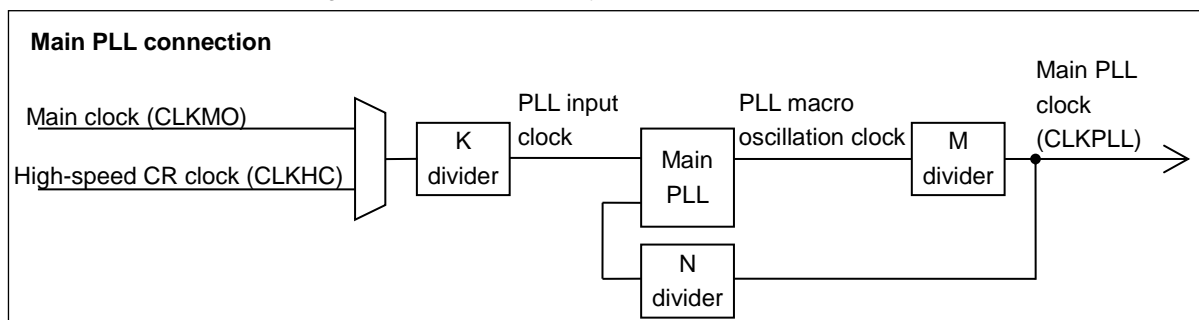 Main PLL connection
Main clock (CLKMO)
High-speed CR clock (CLKHC)
K
divider
PLL input
clock
Main
PLL
PLL macro
oscillation clock
M
divider
Main PLL
clock
(CLKPLL)
N
divider